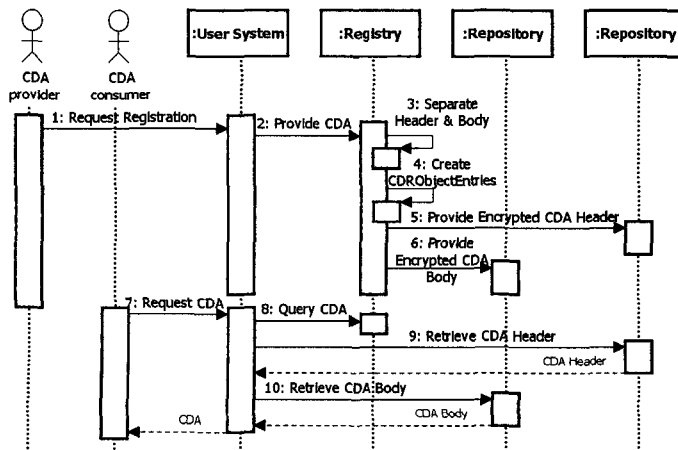 :User System
:Registry
:Repository
:Repository
CDA
provider
CDA
consumer
1: Request Registration
2: Provide CDA
3: Separate
Header & Body
4: Create
CDRObjectEntries
5: Provide Encrypted CDA Header
6: Provide
Encrypted CDA
Body
7: Request CDA
8: Query CDA
9: Retrieve CDA Header
CDA Header
10: Retrieve CDA Body
CDA Body
CDA